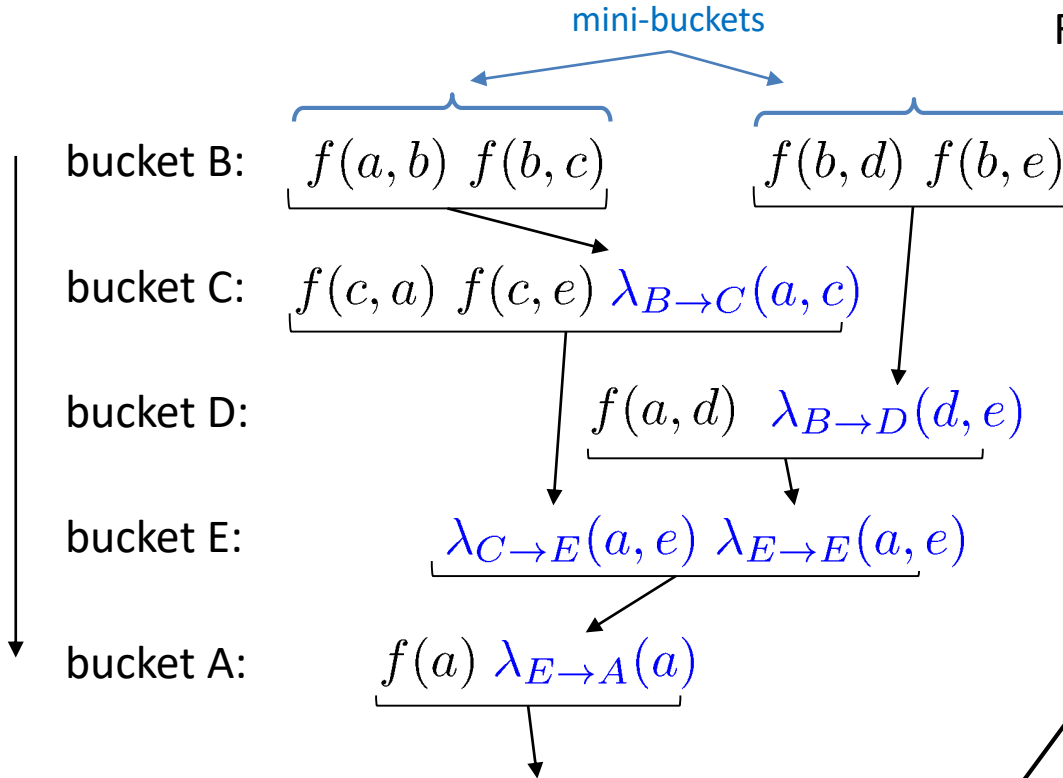 mini-buckets
F
bucket B: f(a, b) f(b, c) f(b, d) f(b, e)
bucket C: f(c, a) f(c, e) λ_{B→C}(a, c)
bucket D: f(a, d) λ_{B→D}(d, e)
bucket E: λ_{C→E}(a, e) λ_{E→E}(a, e)
bucket A: f(a) λ_{E→A}(a)